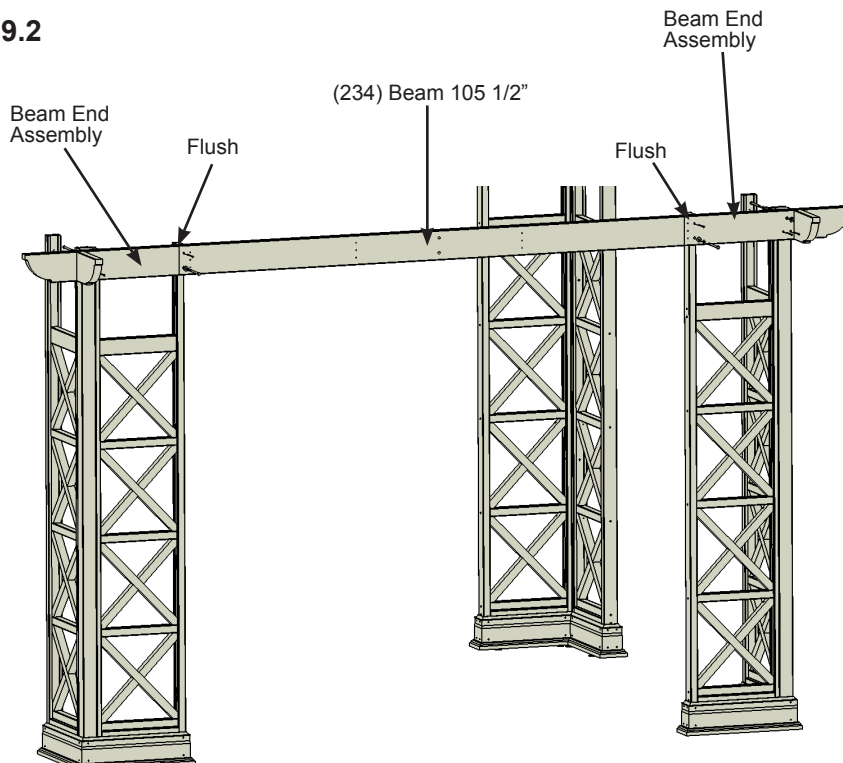 9.2
Beam End
Assembly
(234) Beam 105 1/2”
Beam End
Assembly
Flush
Flush